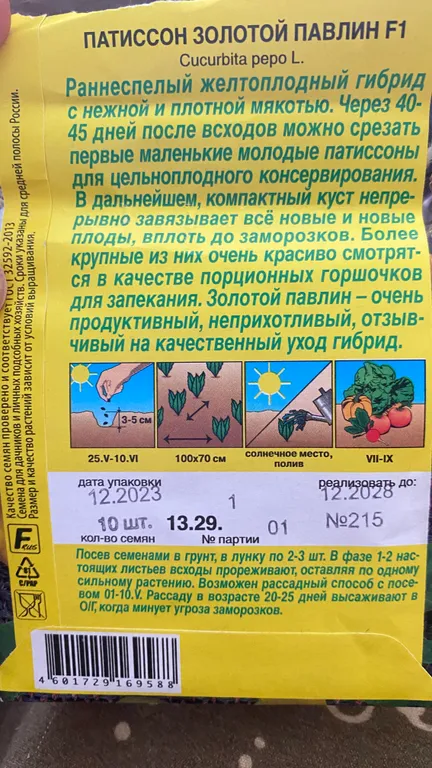 ПАТИССОН ЗОЛОТОЙ ПАВЛИН F1
Cucurbita pepo L.
Раннеспелый желтоплодный гибрид
с нежной и плотной мякотью. Через 40-
45 дней после всходов можно срезать
первые маленькие молодые патиссоны
для цельноплодного консервирования.
В дальнейшем, компактный куст непре-
рывно завязывает всё новые и новые
плоды, вплоть до заморозков. Более
крупные из них очень красиво смотрят-
ся в качестве порционных горшочков
для запекания. Золотой павлин – очень
продуктивный, неприхотливый, отзыв-
чивый на качественный уход гибрид.
Качество семян проверено и соответствует ГОСТ 32592-2013
Семена для дачников и личных подсобных хозяйств. Сроки указаны для средней полосы России.
Размер и качество растений зависит от условий выращивания.
3-5 см
25.V-10.VI
100х70 см
солнечное место,
полив
VII-IX
дата упаковки
реализовать до:
12.2023
1
12.2028
10 шт.
13.29.
01
№215
кол-во семян
№ партии
Посев семенами в грунт, в лунку по 2-3 шт. В фазе 1-2 нас-
тоящих листьев всходы прореживают, оставляя по одному
сильному растению. Возможен рассадный способ с посе-
вом 01-10.V. Рассаду в возрасте 20-25 дней высаживают в
О/Г, когда минует угроза заморозков.
4 601729 169588